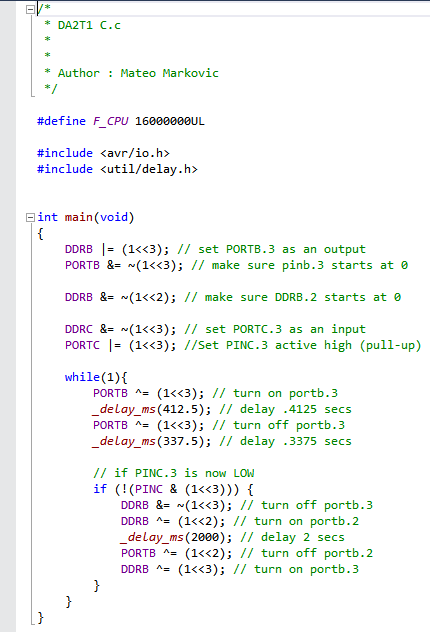 /*
 * DA2T1 C.c
 *
 *
 * Author : Mateo Markovic
 */
#define F_CPU 16000000UL
#include <avr/io.h>
#include <util/delay.h>
int main(void)
{
DDRB |= (1<<3); // set PORTB.3 as an output
PORTB &= ~(1<<3); // make sure pinb.3 starts at 0
DDRB &= ~(1<<2); // make sure DDRB.2 starts at 0
DDRC &= ~(1<<3); // set PORTC.3 as an input
PORTC |= (1<<3); //Set PINC.3 active high (pull-up)
while(1){
PORTB ^= (1<<3); // turn on portb.3
_delay_ms(412.5); // delay .4125 secs
PORTB ^= (1<<3); // turn off portb.3
_delay_ms(337.5); // delay .3375 secs
// if PINC.3 is now LOW
if (!(PINC & (1<<3))) {
DDRB &= ~(1<<3); // turn off portb.3
DDRB ^= (1<<2); // turn on portb.2
_delay_ms(2000); // delay 2 secs
PORTB ^= (1<<2); // turn off portb.2
DDRB ^= (1<<3); // turn on portb.3
}
}
}